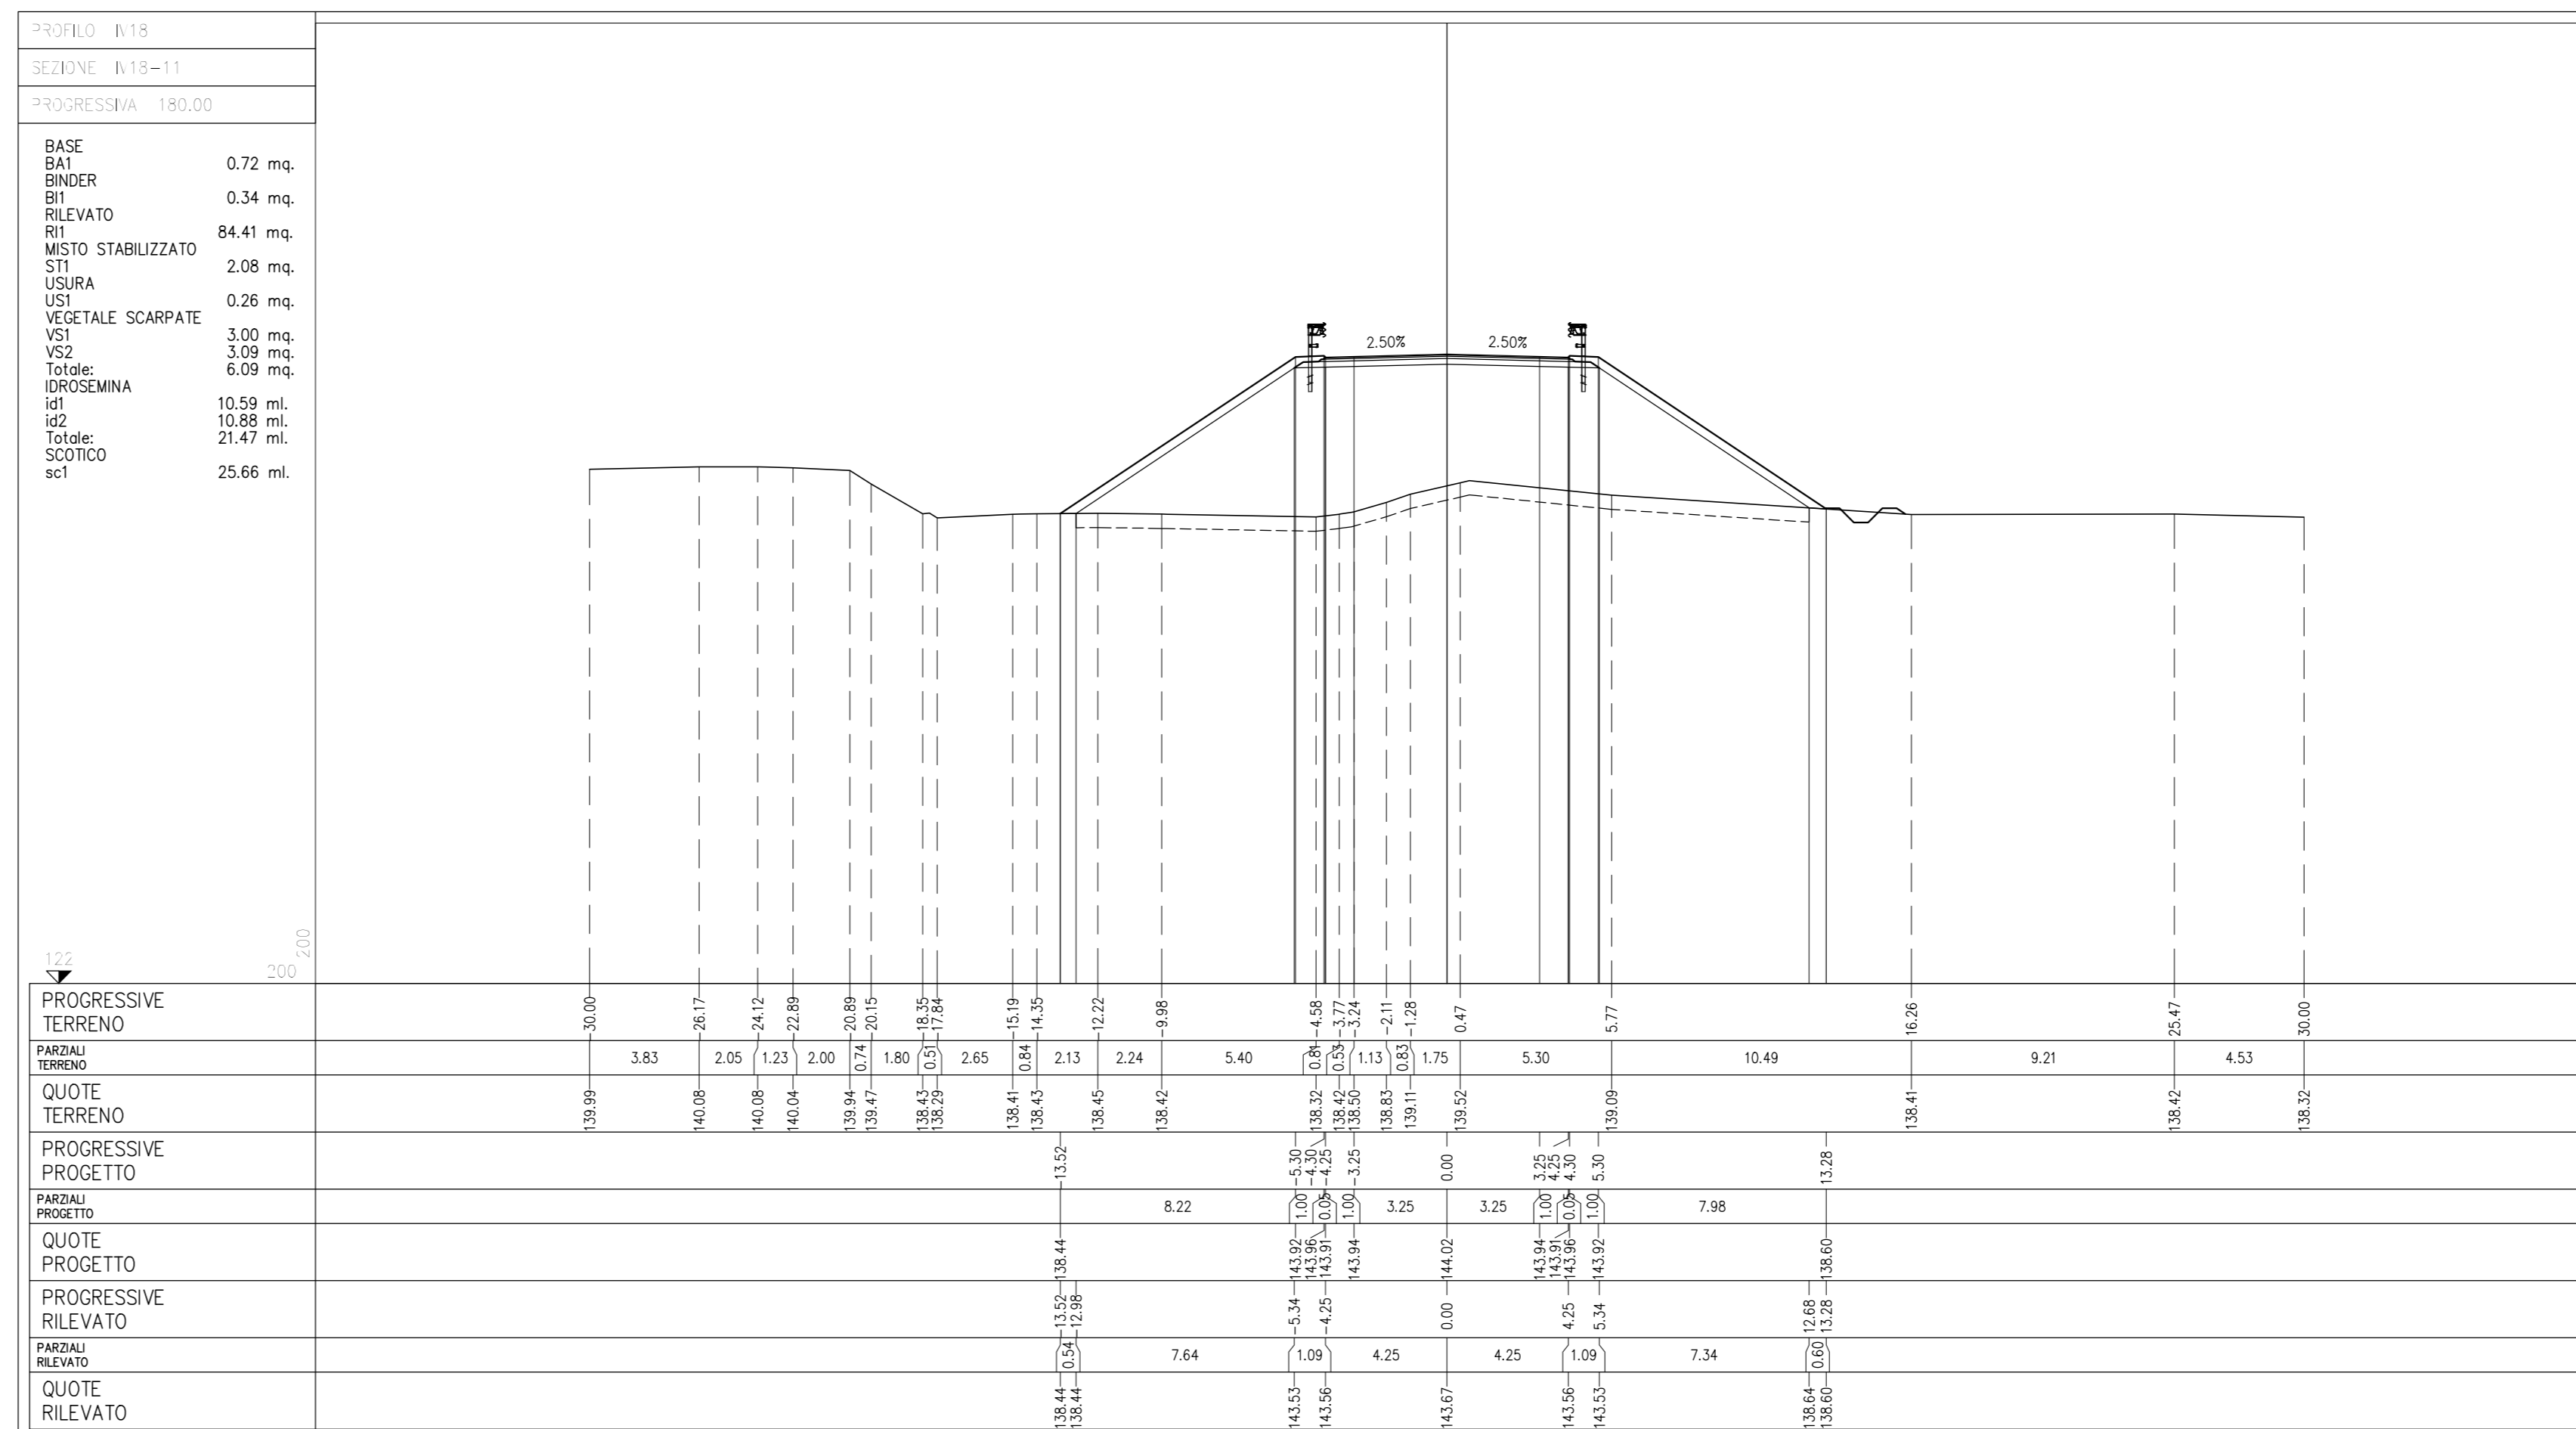 PROFILO IV18
SEZIONE IV18-11
PROGRESSIVA 180.00
BASE
BA1 0.72 mq.
BINDER
BI1 0.34 mq.
RILEVATO
RI1 84.41 mq.
MISTO STABILIZZATO
ST1 2.08 mq.
USURA
US1 0.26 mq.
VEGETALE SCARPATE
VS1 3.00 mq.
VS2 3.09 mq.
Totale: 6.09 mq.
IDROSEMINA
id1 10.59 ml.
id2 10.88 ml.
Totale: 21.47 ml.
SCOTICO
sc1 25.66 ml.
2.50% 2.50%
122 200 200
PROGRESSIVE
TERRENO
-30.00 -26.17 -24.12 -22.89 -20.89 -20.15 -18.35 -17.84 -15.19 -14.35 -12.22 -9.98 -4.58 -3.77 -3.24 -2.11 -1.28 0.47 5.77 16.26 25.47 30.00
PARZIALI
TERRENO
3.83 2.05 1.23 2.00 0.74 1.80 0.51 2.65 0.84 2.13 2.24 5.40 0.81 0.53 1.13 0.83 1.75 5.30 10.49 9.21 4.53
QUOTE
TERRENO
139.99 140.08 140.08 140.04 139.94 139.47 138.43 138.29 138.41 138.43 138.45 138.42 138.32 138.42 138.50 138.83 139.11 139.52 139.09 138.41 138.42 138.32
PROGRESSIVE
PROGETTO
-13.52 -5.30 -4.30 -4.25 -3.25 0.00 3.25 4.25 4.30 5.30 13.28
PARZIALI
PROGETTO
8.22 1.00 0.05 1.00 3.25 3.25 1.00 0.05 1.00 7.98
QUOTE
PROGETTO
138.44 143.92 143.96 143.91 143.94 144.02 143.94 143.91 143.96 143.92 138.60
PROGRESSIVE
RILEVATO
-13.52 -12.98 -5.34 -4.25 0.00 4.25 5.34 12.68 13.28
PARZIALI
RILEVATO
0.54 7.64 1.09 4.25 4.25 1.09 7.34 0.60
QUOTE
RILEVATO
138.44 138.44 143.53 143.56 143.67 143.56 143.53 138.64 138.60